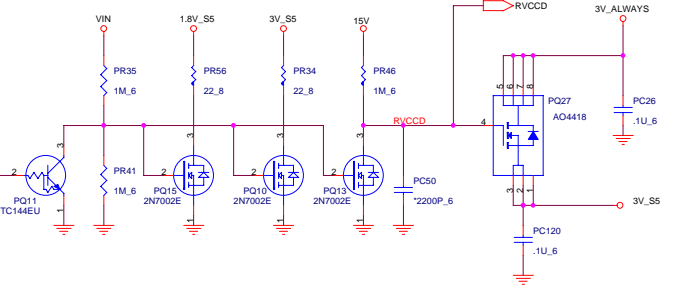 RVCCD
VIN
1.8V_S5
3V_S5
15V
3V_ALWAYS
PR35
1M_6
PR56
22_8
PR34
22_8
PR46
1M_6
5
6
7
8
PQ27
AO4418
PC26
.1U_6
RVCCD
4
3
3
3
3
2
2
2
2
PR41
1M_6
PQ11
TC144EU
1
PQ15
2N7002E
1
PQ10
2N7002E
1
PQ13
2N7002E
1
PC50
*2200P_6
3
2
1
3V_S5
PC120
.1U_6